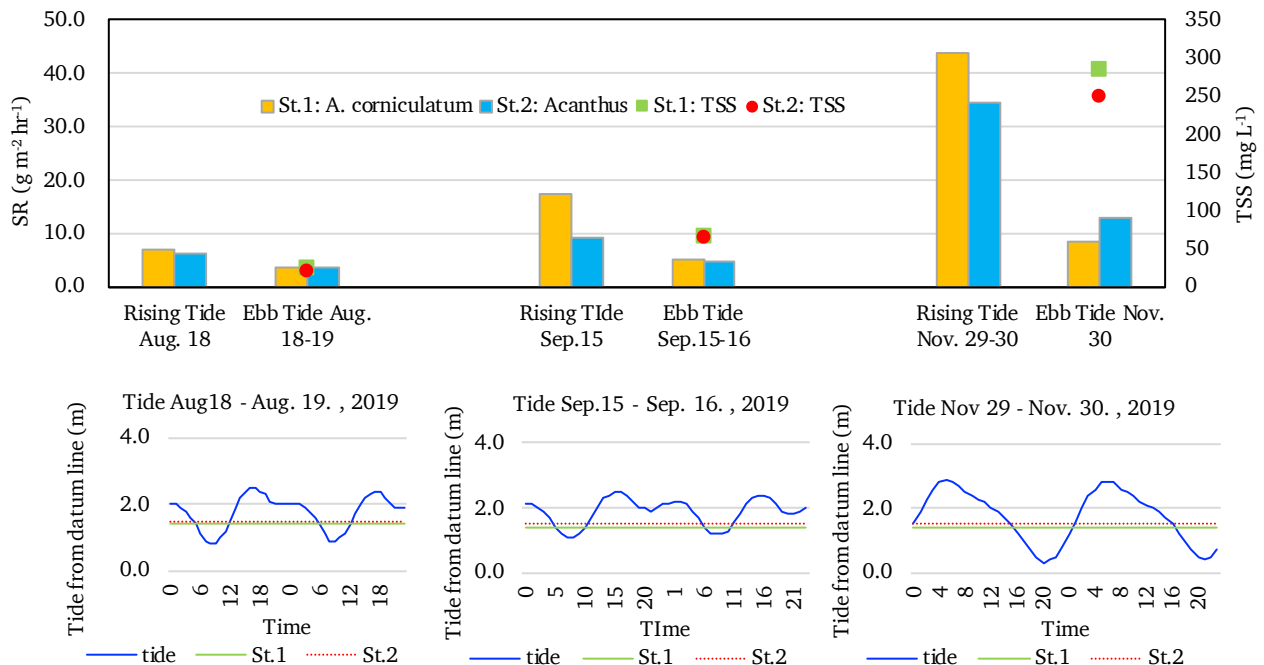 50.0
40.0
30.0
20.0
10.0
0.0
SR (g m⁻² hr⁻¹)
350
300
250
200
150
100
50
0
TSS (mg L⁻¹)
St.1: A. corniculatum St.2: Acanthus St.1: TSS St.2: TSS
Rising Tide
Aug. 18
Ebb Tide Aug.
18-19
Rising TIde
Sep.15
Ebb Tide
Sep.15-16
Rising Tide
Nov. 29-30
Ebb Tide Nov.
30
Tide Aug18 - Aug. 19. , 2019
Tide from datum line (m)
4.0
2.0
0.0
0 6 12 18 0 6 12 18
Time
tide St.1 St.2
Tide Sep.15 - Sep. 16. , 2019
Tide from datum line (m)
4.0
2.0
0.0
0 5 10 15 20 1 6 11 16 21
TIme
tide St.1 St.2
Tide Nov 29 - Nov. 30. , 2019
Tide from datum line (m)
4.0
2.0
0.0
0 4 8 12 16 20 0 4 8 12 16 20
Time
tide St.1 St.2